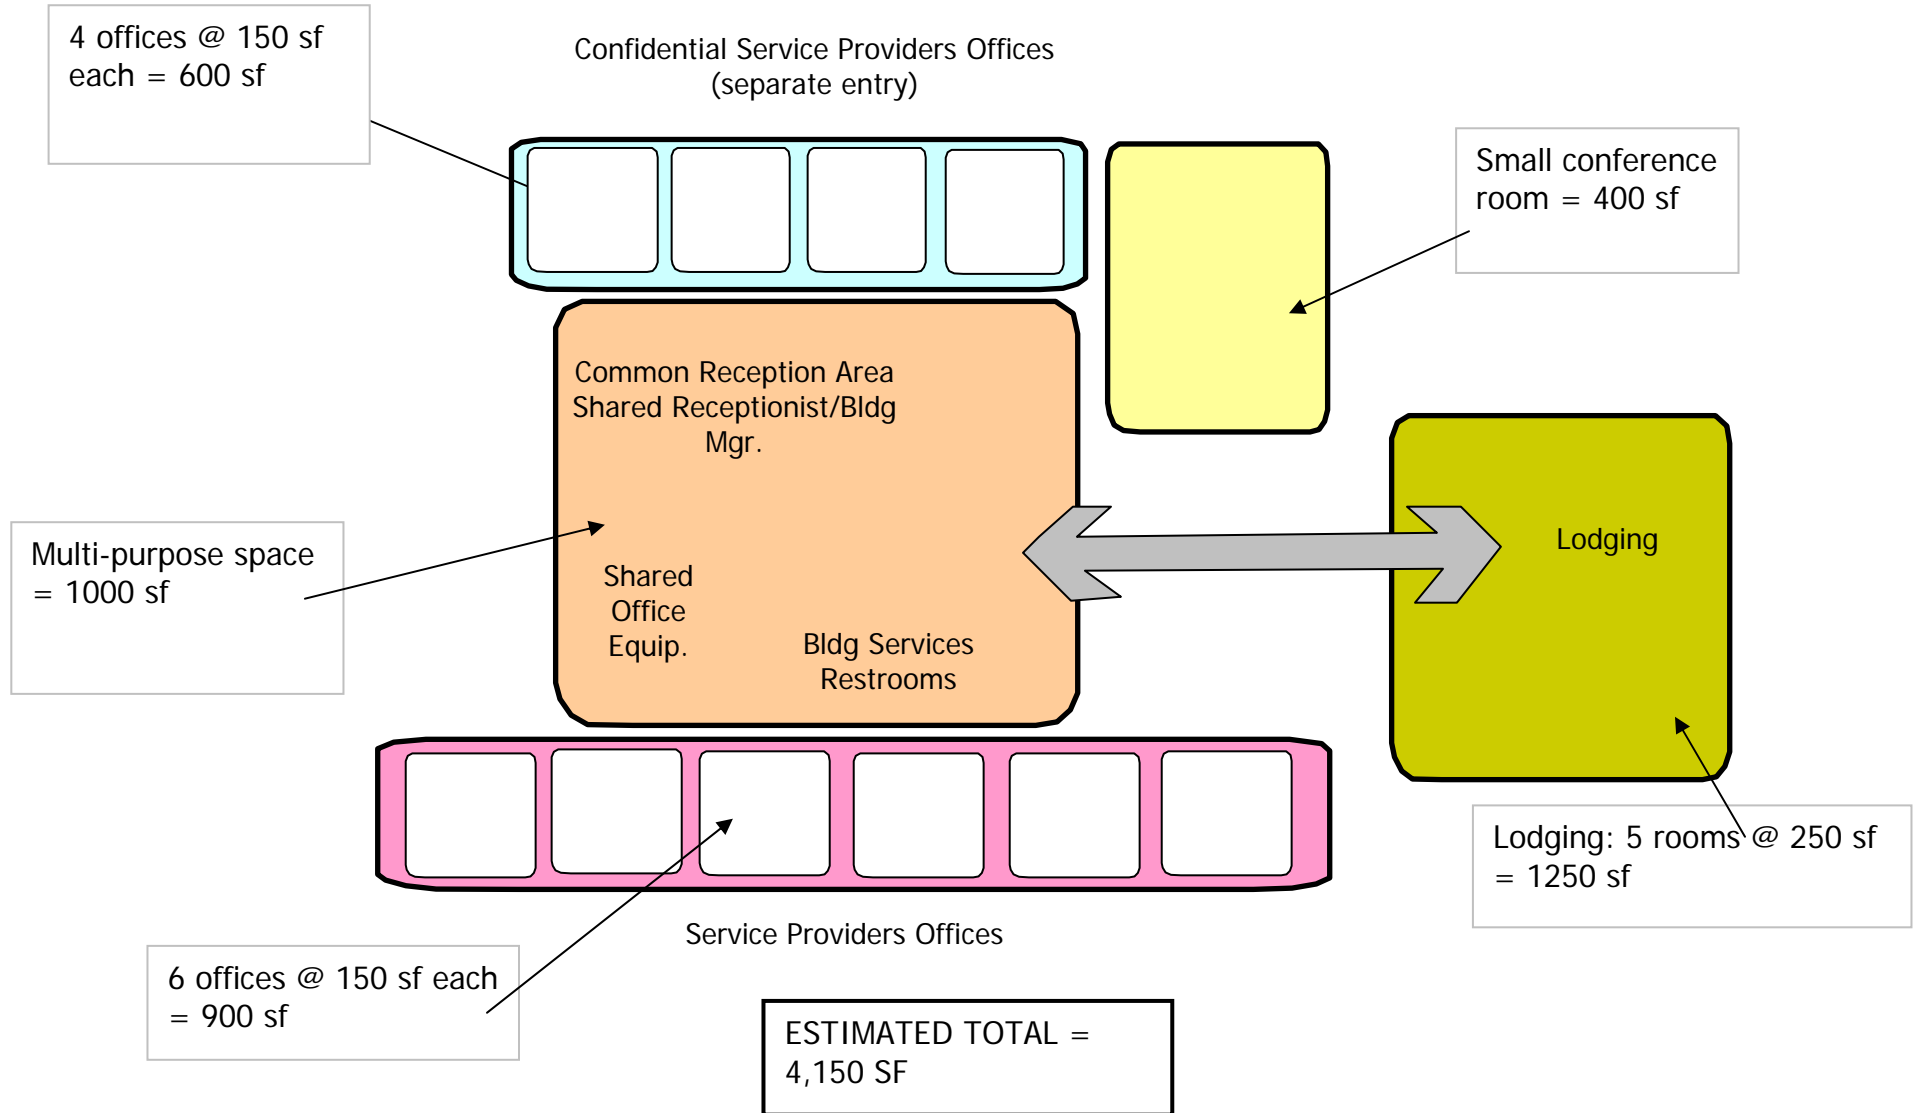 4 offices @ 150 sf
each = 600 sf
Confidential Service Providers Offices
(separate entry)
Small conference
room = 400 sf
Common Reception Area
Shared Receptionist/Bldg
Mgr.
Multi-purpose space
= 1000 sf
Shared
Office
Equip.
Bldg Services
Restrooms
Lodging
Lodging: 5 rooms @ 250 sf
= 1250 sf
Service Providers Offices
6 offices @ 150 sf each
= 900 sf
ESTIMATED TOTAL =
4,150 SF